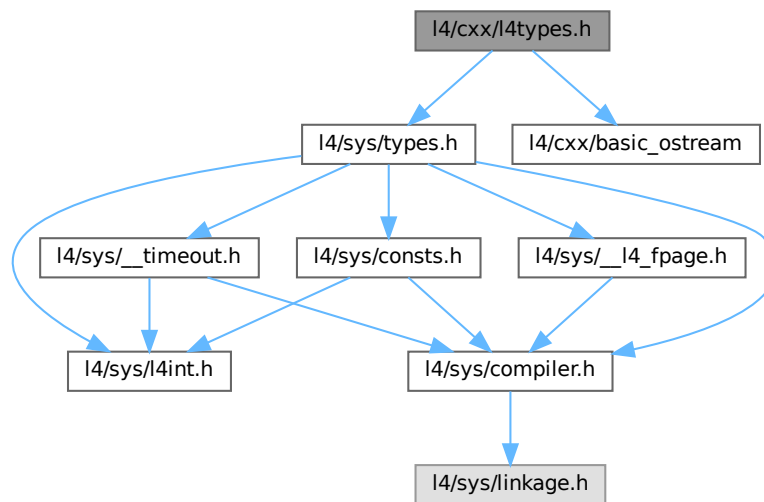 l4/cxx/l4types.h
l4/sys/types.h
l4/cxx/basic_ostream
l4/sys/__timeout.h
l4/sys/consts.h
l4/sys/__l4_fpage.h
l4/sys/l4int.h
l4/sys/compiler.h
l4/sys/linkage.h